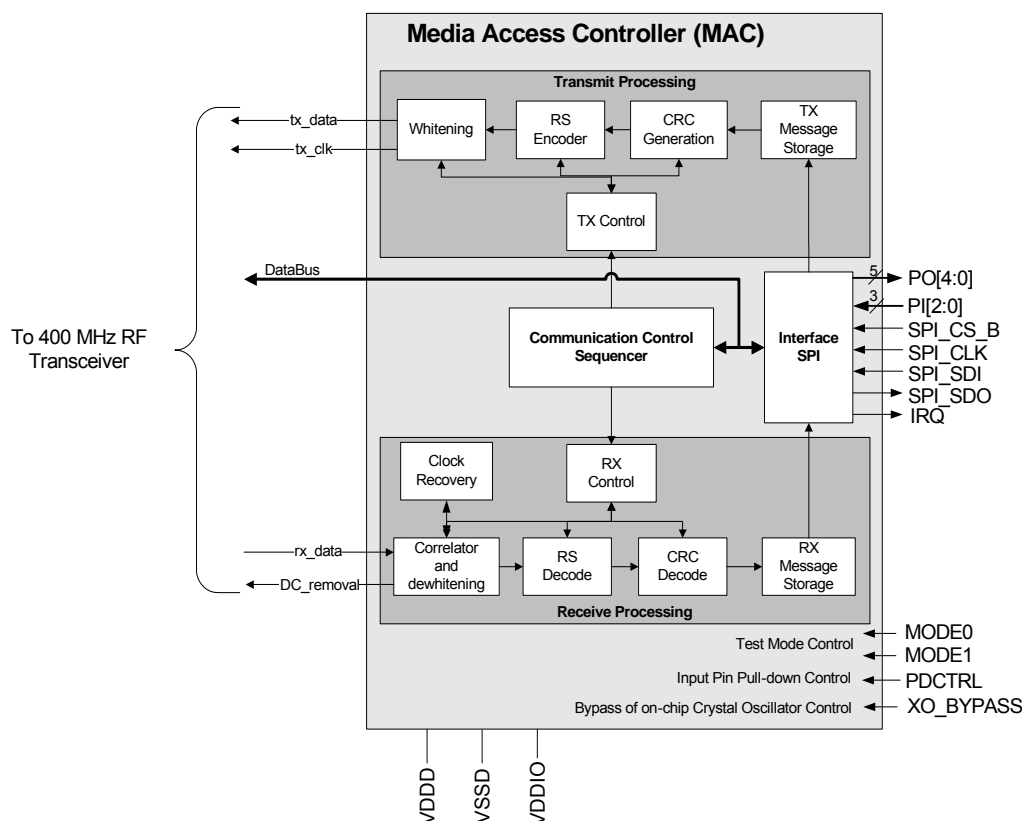 Media Access Controller (MAC)
Transmit Processing
tx_data
tx_clk
Whitening
RS
Encoder
CRC
Generation
TX
Message
Storage
TX Control
DataBus
To 400 MHz RF
Transceiver
Communication Control
Sequencer
Interface
SPI
5
PO[4:0]
3
PI[2:0]
SPI_CS_B
SPI_CLK
SPI_SDI
SPI_SDO
IRQ
Clock
Recovery
RX
Control
rx_data
DC_removal
Correlator
and
dewhitening
RS
Decode
CRC
Decode
RX
Message
Storage
Receive Processing
Test Mode Control
MODE0
MODE1
Input Pin Pull-down Control
PDCTRL
Bypass of on-chip Crystal Oscillator Control
XO_BYPASS
VDDD
VSSD
VDDIO